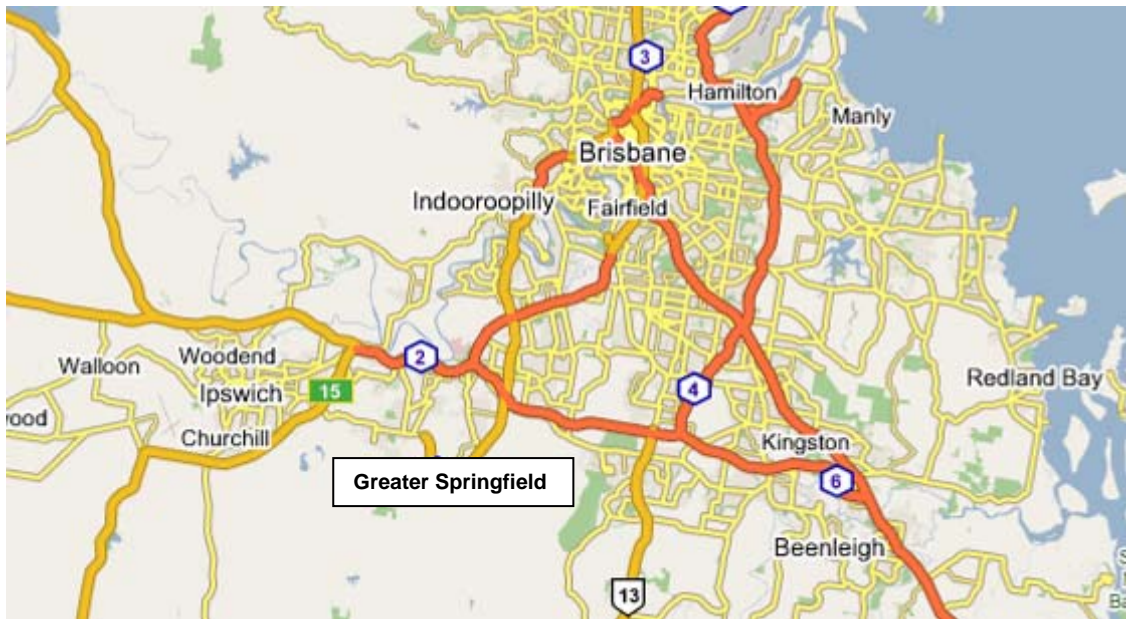 3
Hamilton
Manly
Brisbane
Indooroopilly
Fairfield
2
Woodend
Walloon
Ipswich
15
4
Redland Bay
Churchill
Kingston
Greater Springfield
6
Beenleigh
13